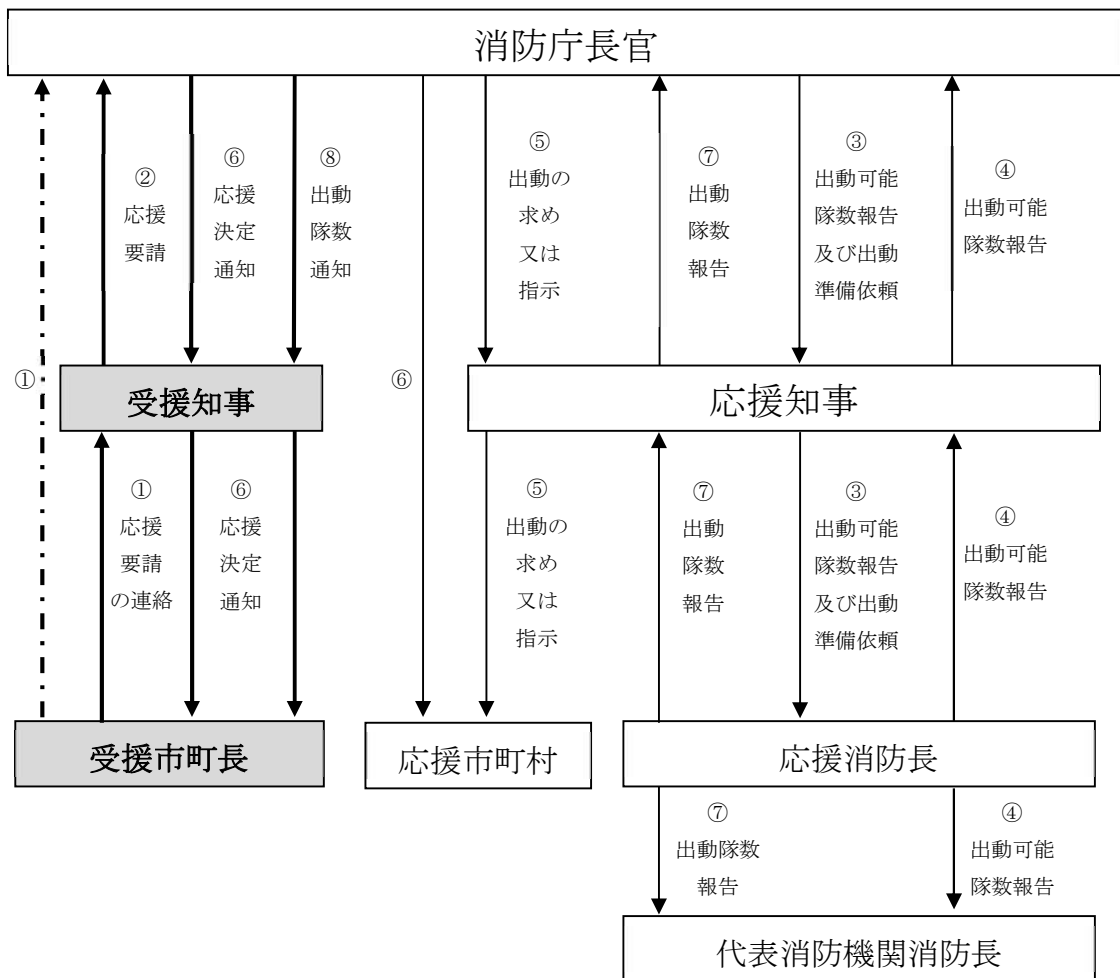 消防庁長官
②
応援
要請
⑥
応援
決定
通知
⑧
出動
隊数
通知
⑤
出動の
求め
又は
指示
⑦
出動
隊数
報告
③
出動可能
隊数報告
及び出動
準備依頼
④
出動可能
隊数報告
①
⑥
受援知事
応援知事
①
応援
要請
の連絡
⑥
応援
決定
通知
⑤
出動の
求め
又は
指示
⑦
出動
隊数
報告
③
出動可能
隊数報告
及び出動
準備依頼
④
出動可能
隊数報告
受援市町長
応援市町村
応援消防長
⑦
出動隊数
報告
④
出動可能
隊数報告
代表消防機関消防長